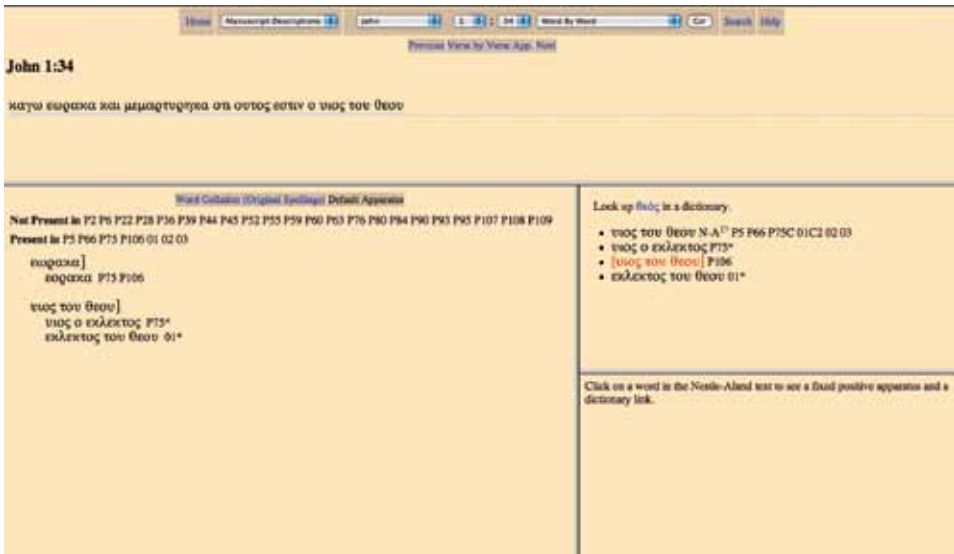 Home Manuscript Descriptions john 1 : 34 Word By Word Go! Search Help
Previous Verse by Verse App. Next
John 1:34
καγω εωρακα και μεμαρτυρηκα οτι ουτος εστιν ο υιος του θεου
Word Collation (Original Spellings) Default Apparatus
Not Present in P2 P6 P22 P28 P36 P39 P44 P45 P52 P55 P59 P60 P63 P76 P80 P84 P90 P93 P95 P107 P108 P109
Present in P5 P66 P75 P106 01 02 03
εωρακα]
εορακα P75 P106
υιος του θεου]
υιος ο εκλεκτος P75*
εκλεκτος του θεου 01*
Look up θεός in a dictionary.
• υιος του θεου N-A27 P5 P66 P75C 01C2 02 03
• υιος ο εκλεκτος P75*
• [υιος του θεου] P106
• εκλεκτος του θεου 01*
Click on a word in the Nestle-Aland text to see a fixed positive apparatus and a
dictionary link.